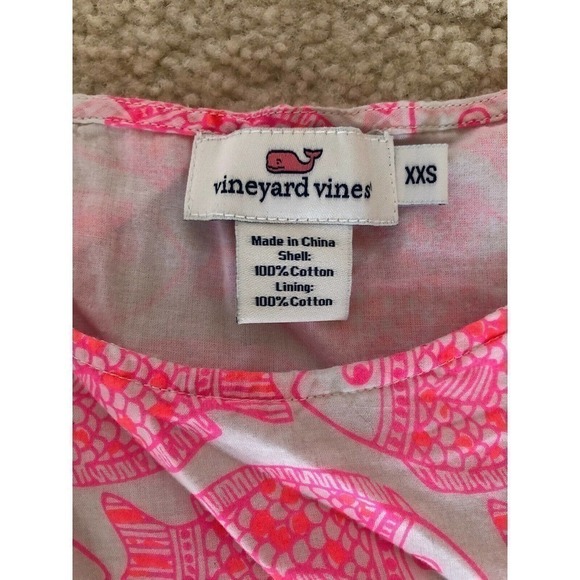 vineyard vines
XXS
Made in China
Shell:
100% Cotton
Lining:
100% Cotton